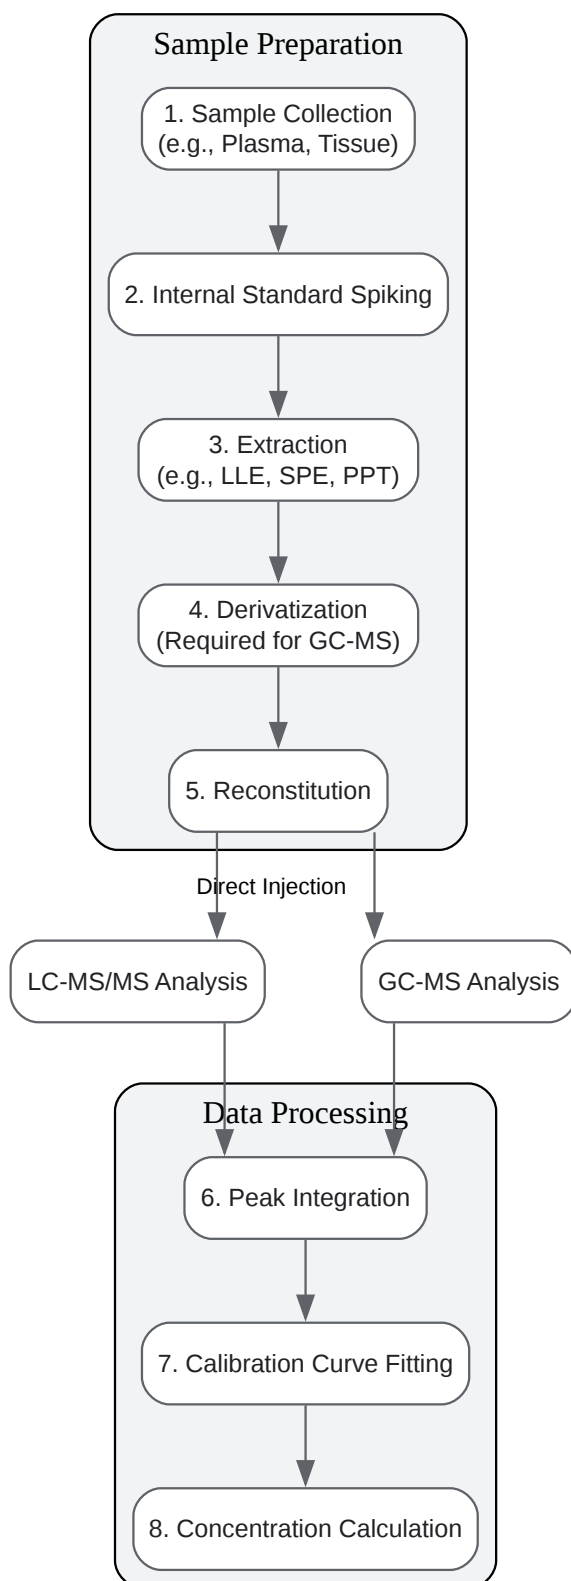 Sample Preparation
1. Sample Collection
(e.g., Plasma, Tissue)
2. Internal Standard Spiking
3. Extraction
(e.g., LLE, SPE, PPT)
4. Derivatization
(Required for GC-MS)
5. Reconstitution
Direct Injection
LC-MS/MS Analysis
GC-MS Analysis
Data Processing
6. Peak Integration
7. Calibration Curve Fitting
8. Concentration Calculation